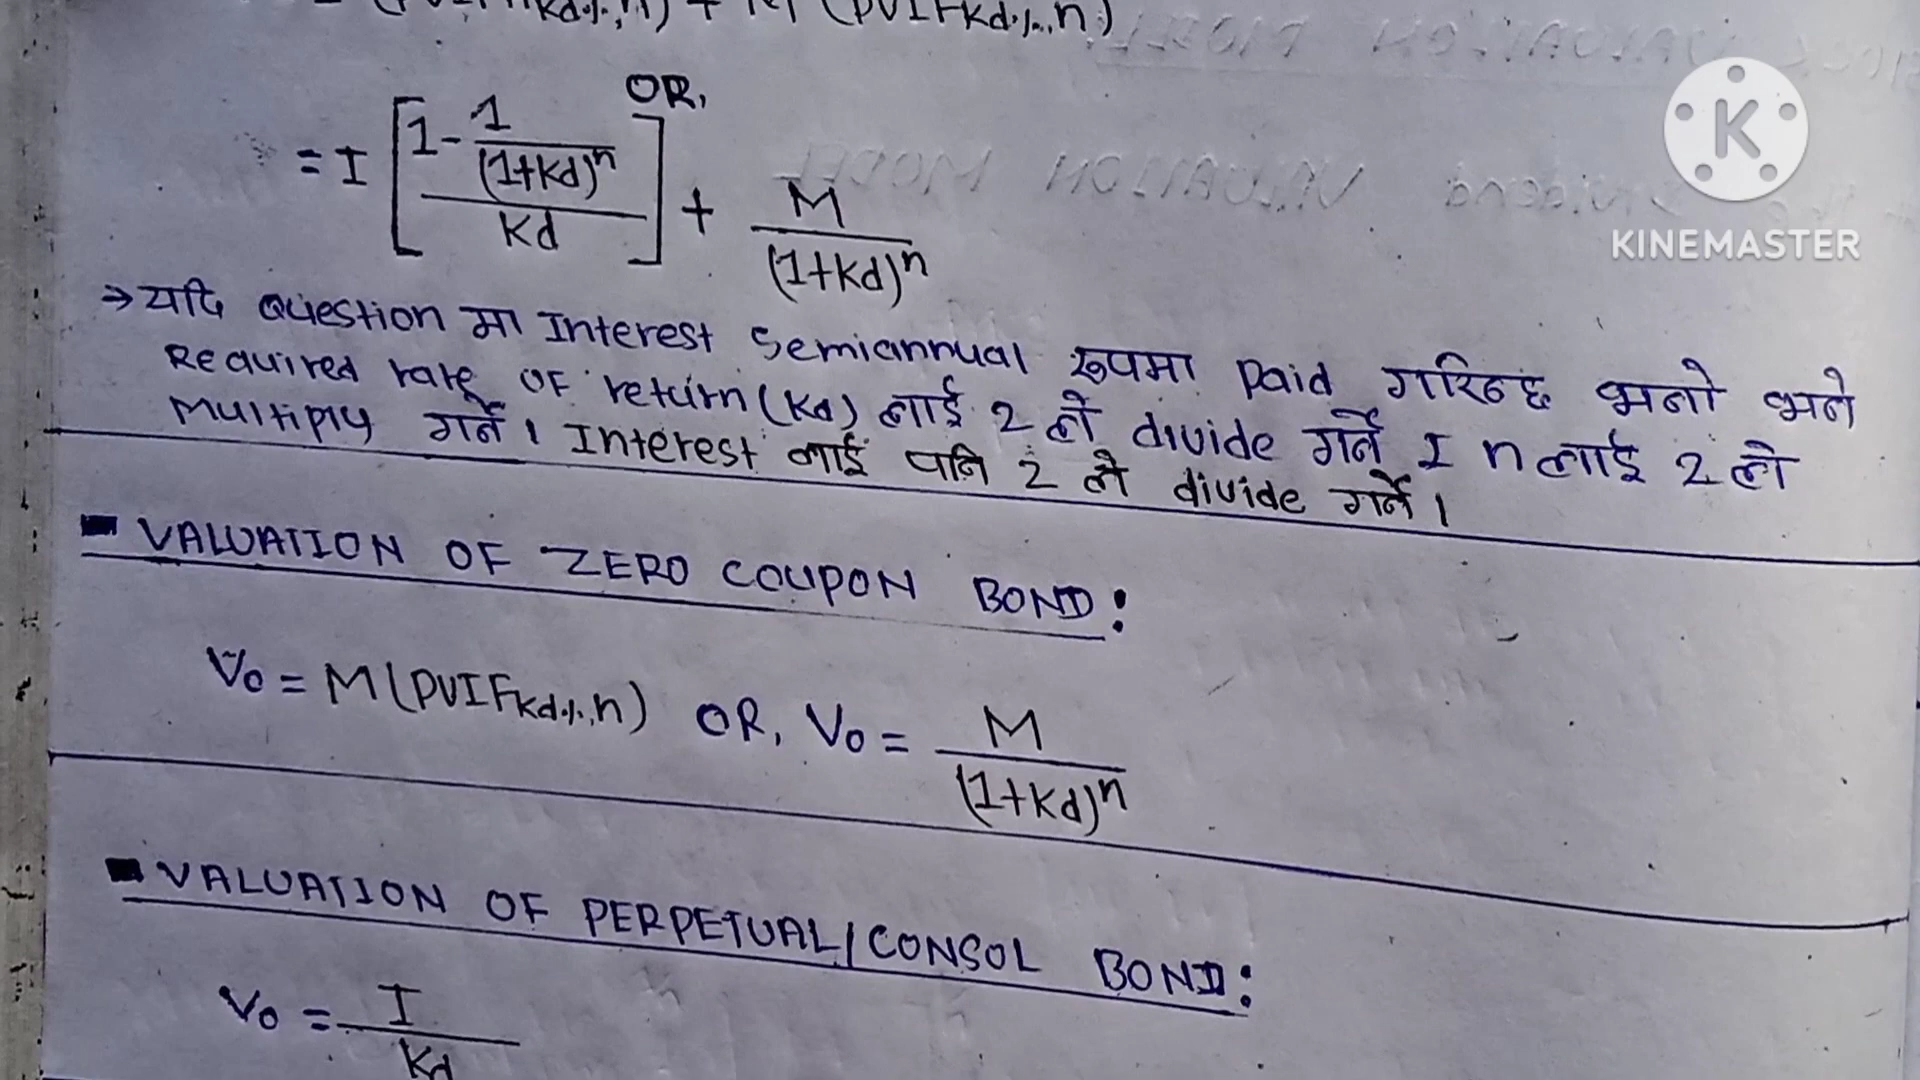 + M (PVIFkd%,n)
OR,
= I [1 - 1/(1+kd)^n / kd] + M/(1+kd)^n
→ यदि question मा Interest semiannual रूपमा paid गरिन्छ भनो भने
Required rate of return (kd) लाई 2 ले divide गर्ने I n लाई 2 ले
multiply गर्ने। Interest लाई पनि 2 ले divide गर्ने।
VALUATION OF ZERO COUPON BOND:
V0 = M(PVIFkd%,n) OR, V0 = M/(1+kd)^n
VALUATION OF PERPETUAL/CONSOL BOND:
V0 = I/kd
K
KINEMASTER